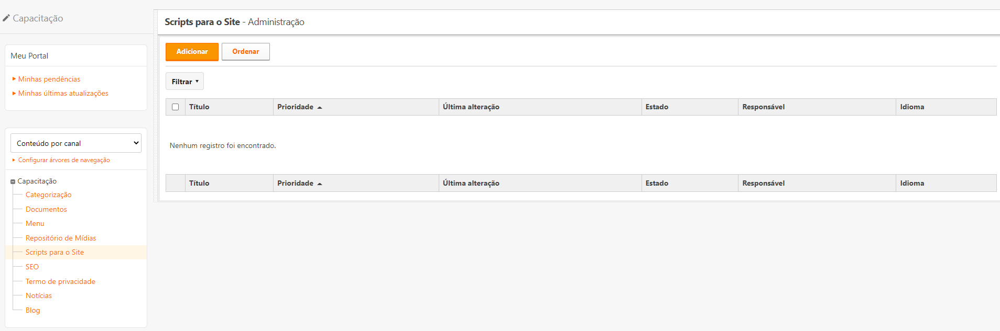 Capacitação
Meu Portal
Minhas pendências
Minhas últimas atualizações
Conteúdo por canal
Configurar árvores de navegação
Capacitação
Categorização
Documentos
Menu
Repositório de Mídias
Scripts para o Site
SEO
Termo de privacidade
Notícias
Blog
Scripts para o Site - Administração
Adicionar Ordenar
Filtrar
Título Prioridade Última alteração Estado Responsável Idioma
Nenhum registro foi encontrado.
Título Prioridade Última alteração Estado Responsável Idioma